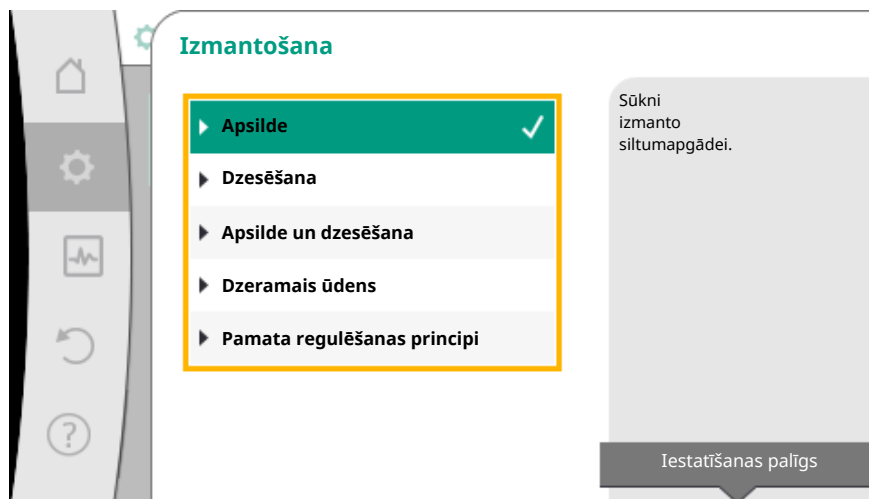 Izmantošana
Apsilde
Dzesēšana
Apsilde un dzesēšana
Dzeramais ūdens
Pamata regulēšanas principi
Sūkni
izmanto
siltumapgādei.
Iestatīšanas palīgs